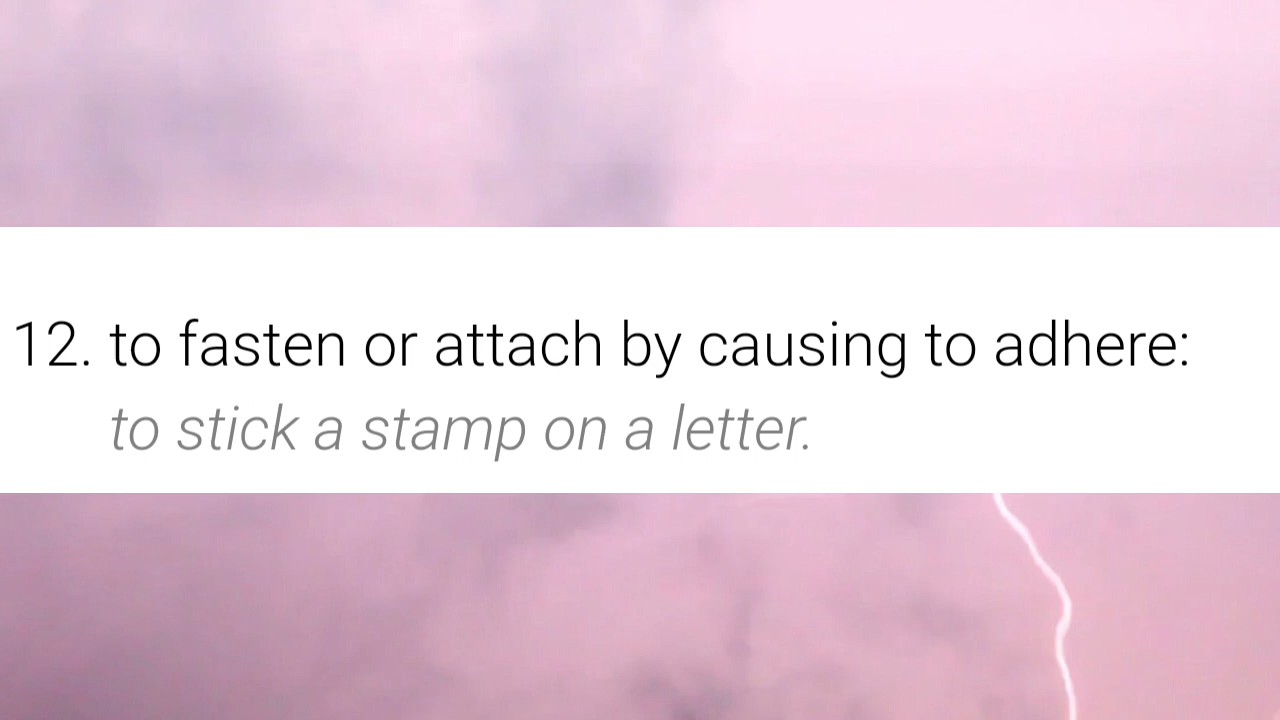 12. to fasten or attach by causing to adhere:
to stick a stamp on a letter.